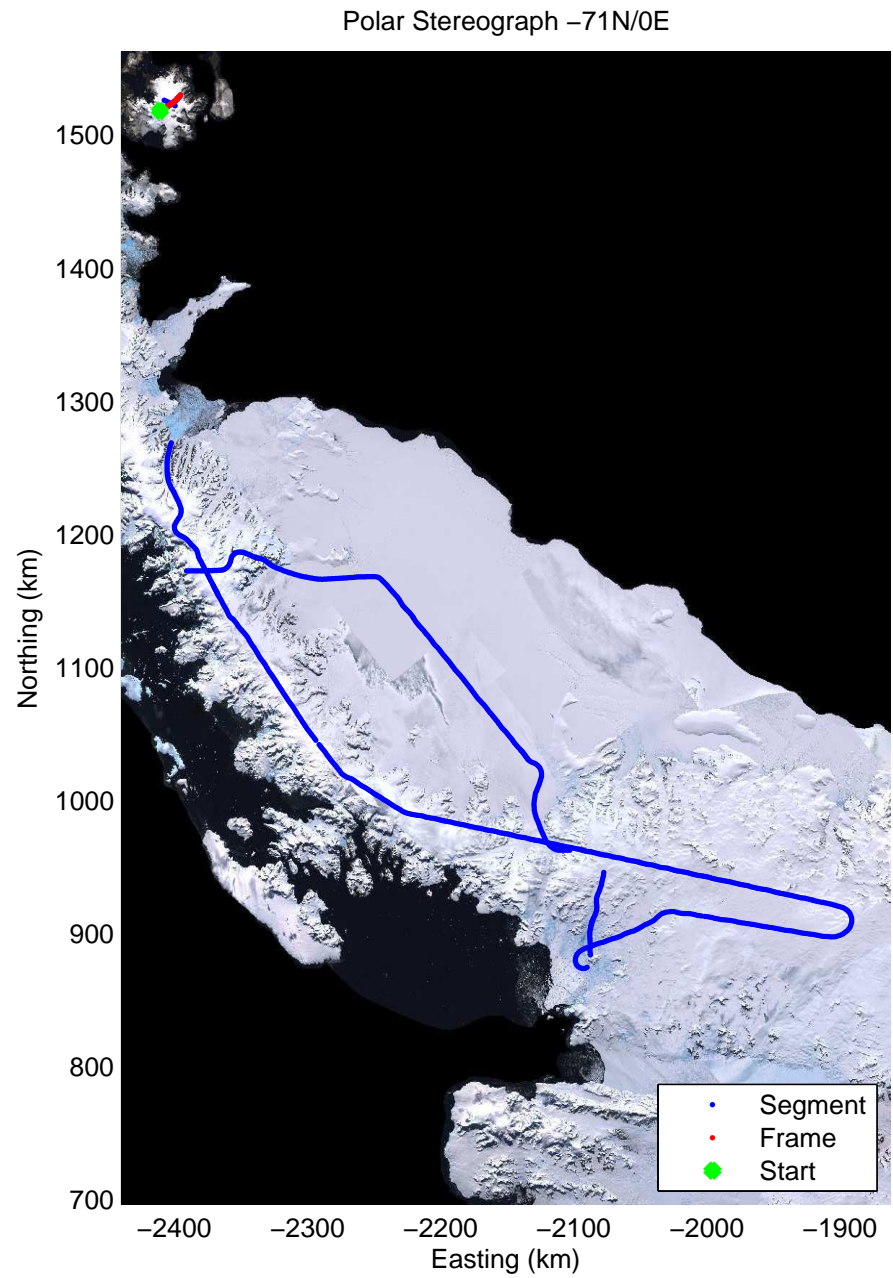 Polar Stereograph −71N/0E
1500
1400
1300
1200
1100
1000
900
800
700
Northing (km)
−2400 −2300 −2200 −2100 −2000 −1900
Easting (km)
Segment
Frame
Start